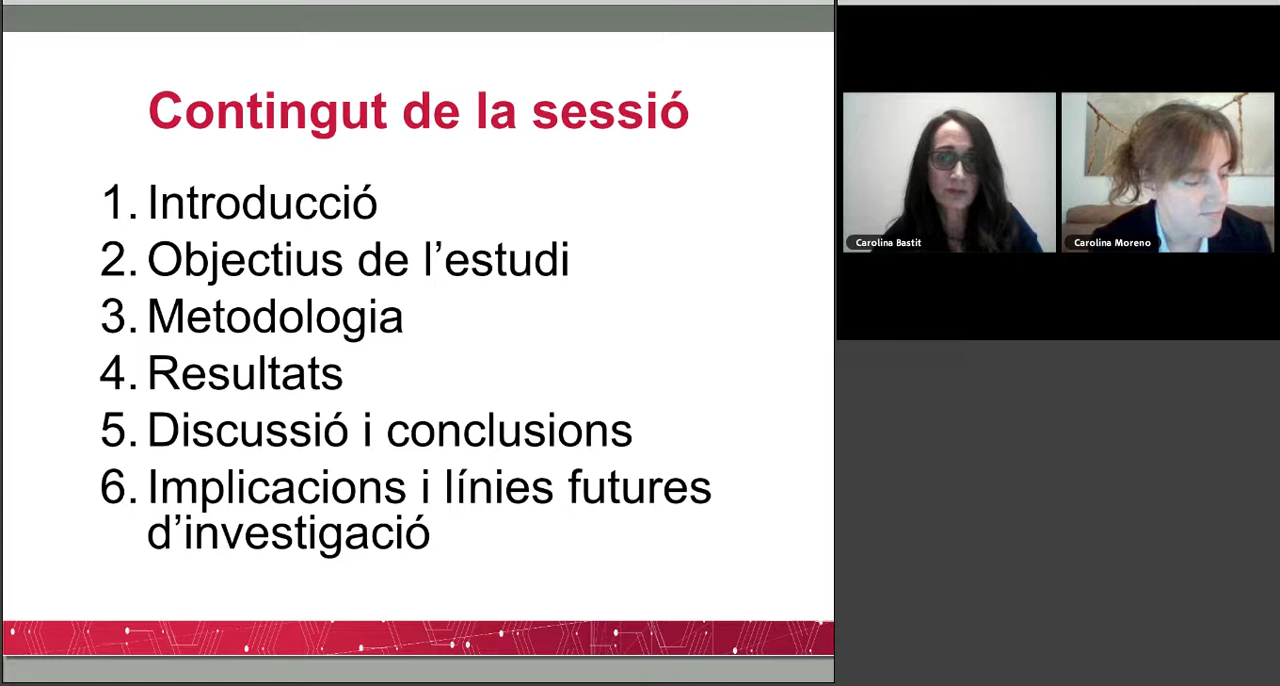 Contingut de la sessió
1. Introducció
2. Objectius de l’estudi
3. Metodologia
4. Resultats
5. Discussió i conclusions
6. Implicacions i línies futures
d’investigació
Carolina Bastit
Carolina Moreno